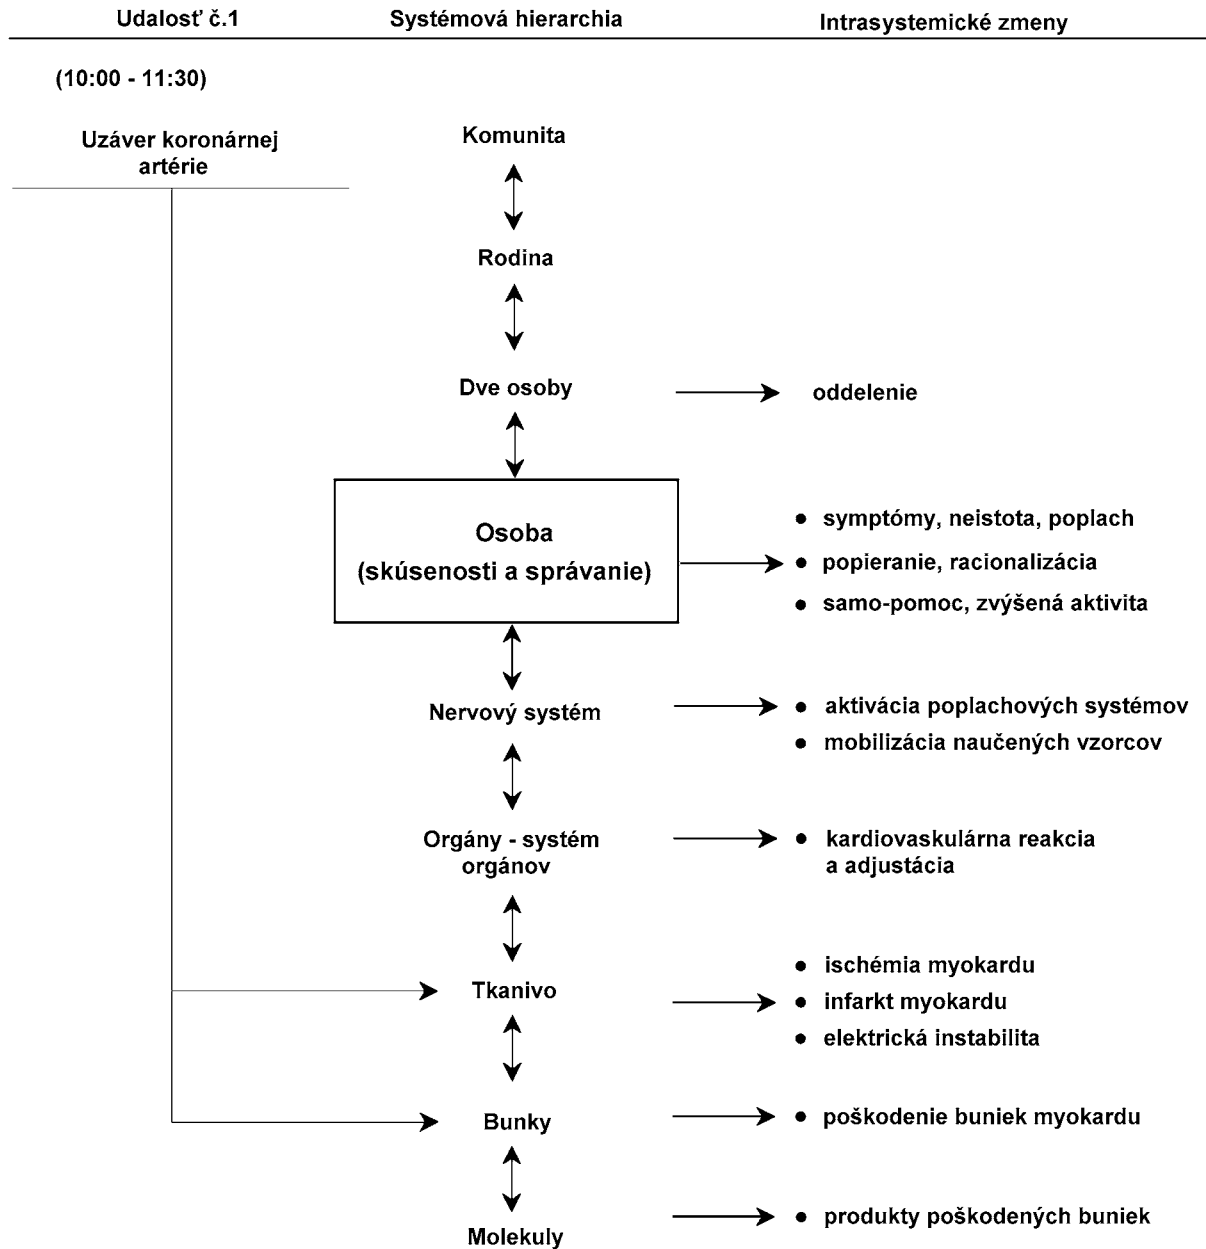 Udalosť č.1
Systémová hierarchia
Intrasystemické zmeny
(10:00 - 11:30)
Uzáver koronárnej
artérie
Komunita
Rodina
Dve osoby
oddelenie
Osoba
(skúsenosti a správanie)
● symptómy, neistota, poplach
● popieranie, racionalizácia
● samo-pomoc, zvýšená aktivita
Nervový systém
● aktivácia poplachových systémov
● mobilizácia naučených vzorcov
Orgány - systém
orgánov
● kardiovaskulárna reakcia
a adjustácia
Tkanivo
● ischémia myokardu
● infarkt myokardu
● elektrická instabilita
Bunky
● poškodenie buniek myokardu
Molekuly
● produkty poškodených buniek